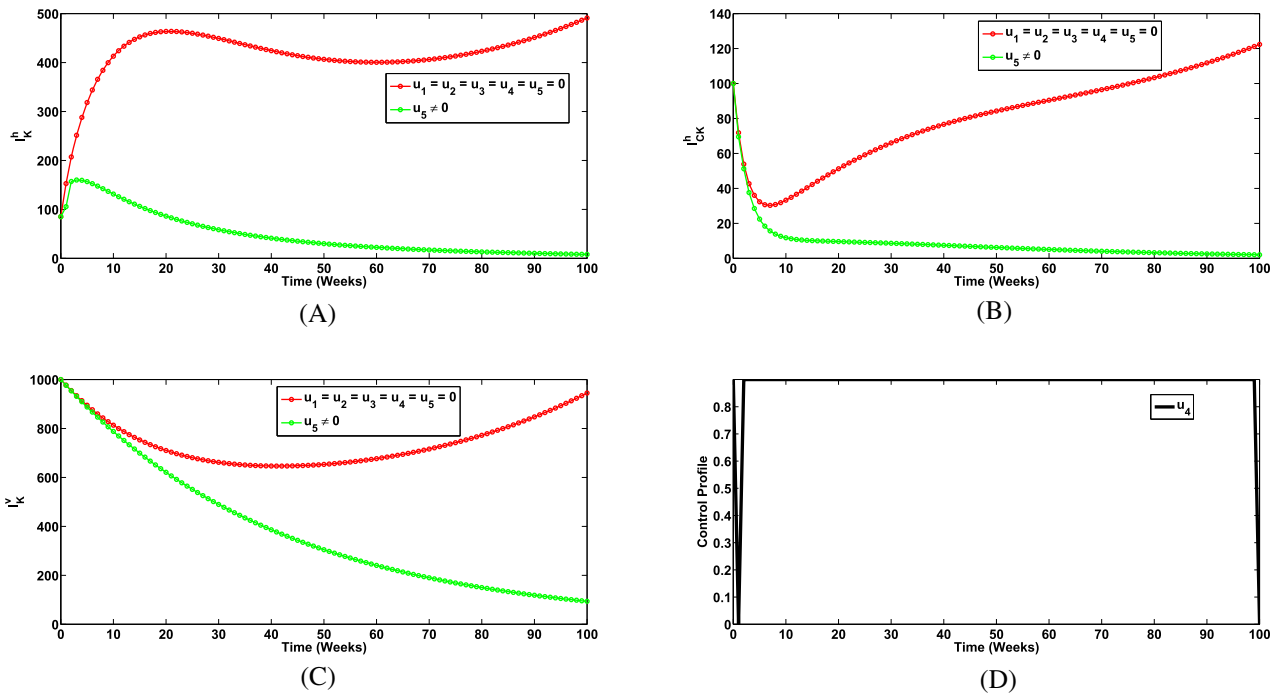 500
400
300
200
100
0
I_K^h
u₁ = u₂ = u₃ = u₄ = u₅ = 0
u₅ ≠ 0
0 10 20 30 40 50 60 70 80 90 100
Time (Weeks)
(A)
140
120
100
80
60
40
20
0
I_CK^h
u₁ = u₂ = u₃ = u₄ = u₅ = 0
u₅ ≠ 0
0 10 20 30 40 50 60 70 80 90 100
Time (Weeks)
(B)
1000
800
600
400
200
0
I_K^v
u₁ = u₂ = u₃ = u₄ = u₅ = 0
u₅ ≠ 0
0 10 20 30 40 50 60 70 80 90 100
Time (Weeks)
(C)
0.8
0.7
0.6
0.5
0.4
0.3
0.2
0.1
0
Control Profile
u₄
0 10 20 30 40 50 60 70 80 90 100
Time (Weeks)
(D)